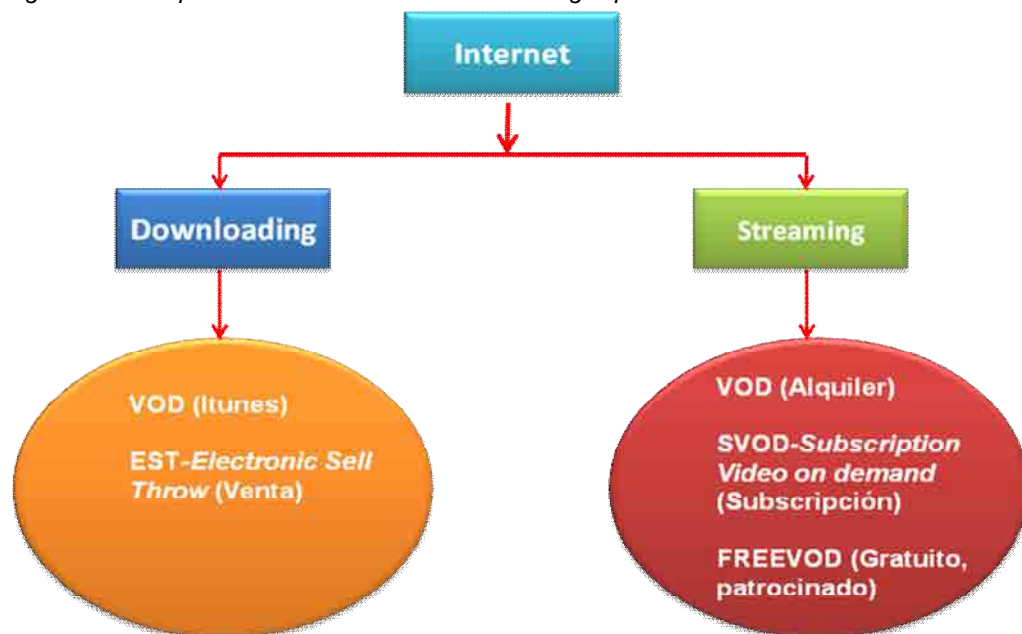 Internet
Downloading
Streaming
VOD (Itunes)
EST-Electronic Sell
Throw (Venta)
VOD (Alquiler)
SVOD-Subscription
Video on demand
(Subscripción)
FREEVOD (Gratuito,
patrocinado)